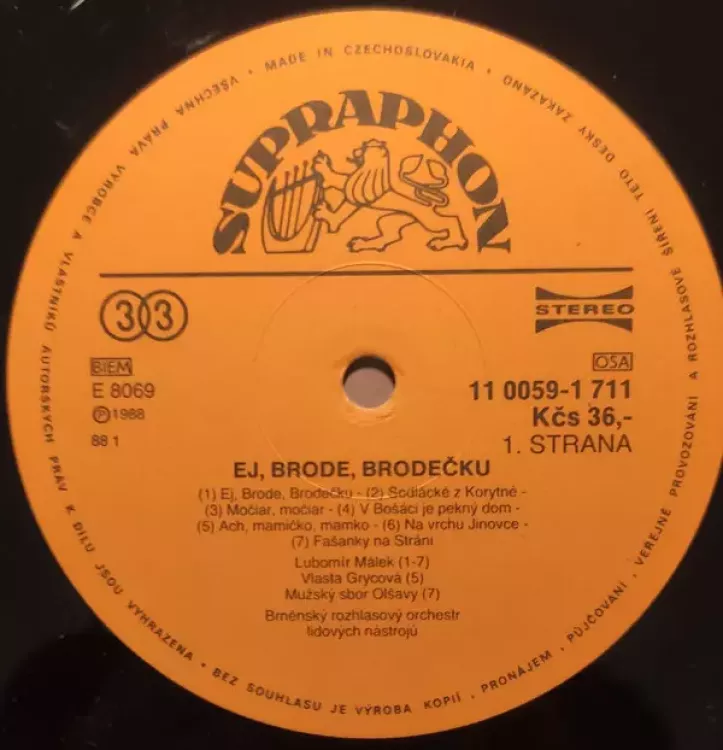 VŠECHNA PRÁVA VÝROBCE A VLASTNÍKŮ AUTORSKÝCH PRÁV K DÍLU JSOU VYHRAZENA • BEZ SOUHLASU JE VÝROBA KOPIÍ, PRONÁJEM, PŮJČOVÁNÍ, VEŘEJNÉ PROVOZOVÁNÍ A ROZHLASOVÉ ŠÍŘENÍ TÉTO DESKY ZAKÁZÁNO
• MADE IN CZECHOSLOVAKIA •
SUPRAPHON
33
STEREO
BIEM
OSA
E 8069
11 0059-1 711
℗ 1988
Kčs 36,-
88 1
1. STRANA
EJ, BRODE, BRODEČKU
(1) Ej, Brode, Brodečku - (2) Sedlácké z Korytné -
(3) Močiar, močiar - (4) V Bošáci je pekný dom -
(5) Ach, mamičko, mamko - (6) Na vrchu Jinovce -
(7) Fašanky na Stráni
Lubomír Málek (1-7)
Vlasta Grycová (5)
Mužský sbor Olšavy (7)
Brněnský rozhlasový orchestr
lidových nástrojů